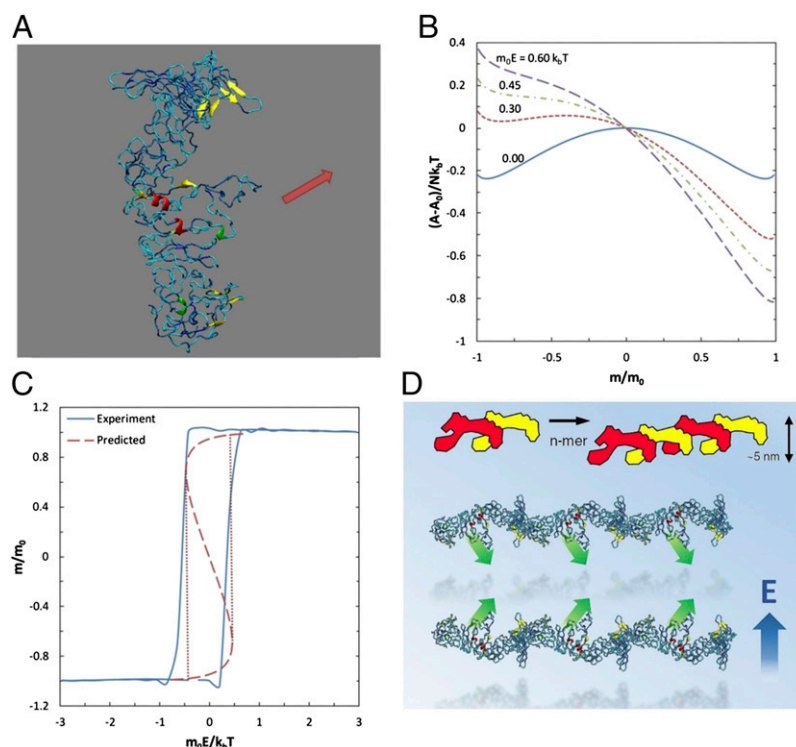 A
B
0.4
0.2
0
-0.2
-0.4
-0.6
-0.8
-1
(A-A₀)/Nk_bT
m₀E = 0.60 k_bT
0.45
0.30
0.00
-1
-0.5
0
0.5
1
m/m₀
C
1.2
0.8
0.4
0
-0.4
-0.8
-1.2
m/m₀
Experiment
Predicted
-3
-2
-1
0
1
2
3
m₀E/k_bT
D
n-mer
~5 nm
E